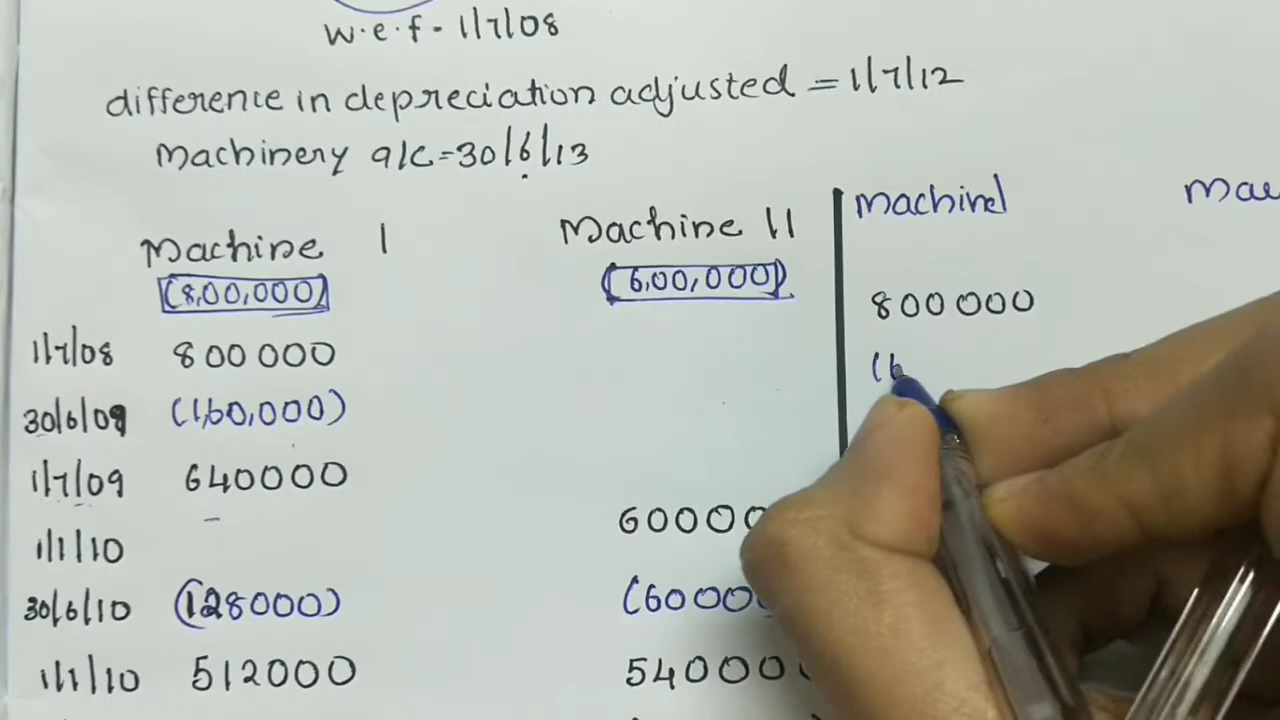 w.e.f- 1/7/08
difference in depreciation adjusted = 1/7/12
Machinery a/c=30/6/13
Machine I
Machine II
Machine I
(8,00,000)
(6,00,000)
800000
1/7/08 800000
30/6/09 (1,60,000)
1/7/09 640000
1/1/10
30/6/10 (128000)
1/1/10 512000